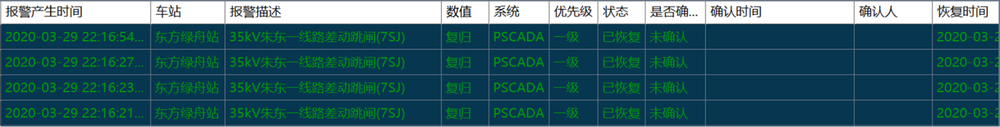 报警产生时间 车站 报警描述 数值 系统 优先级 状态 是否确... 确认时间 确认人 恢复时间
2020-03-29 22:16:54... 东方绿舟站 35kV朱东一线路差动跳闸(7SJ) 复归 PSCADA 一级 已恢复 未确认 2020-03-2
2020-03-29 22:16:27... 东方绿舟站 35kV朱东一线路差动跳闸(7SJ) 复归 PSCADA 一级 已恢复 未确认 2020-03-2
2020-03-29 22:16:23... 东方绿舟站 35kV朱东一线路差动跳闸(7SJ) 复归 PSCADA 一级 已恢复 未确认 2020-03-2
2020-03-29 22:16:21... 东方绿舟站 35kV朱东一线路差动跳闸(7SJ) 复归 PSCADA 一级 已恢复 未确认 2020-03-2